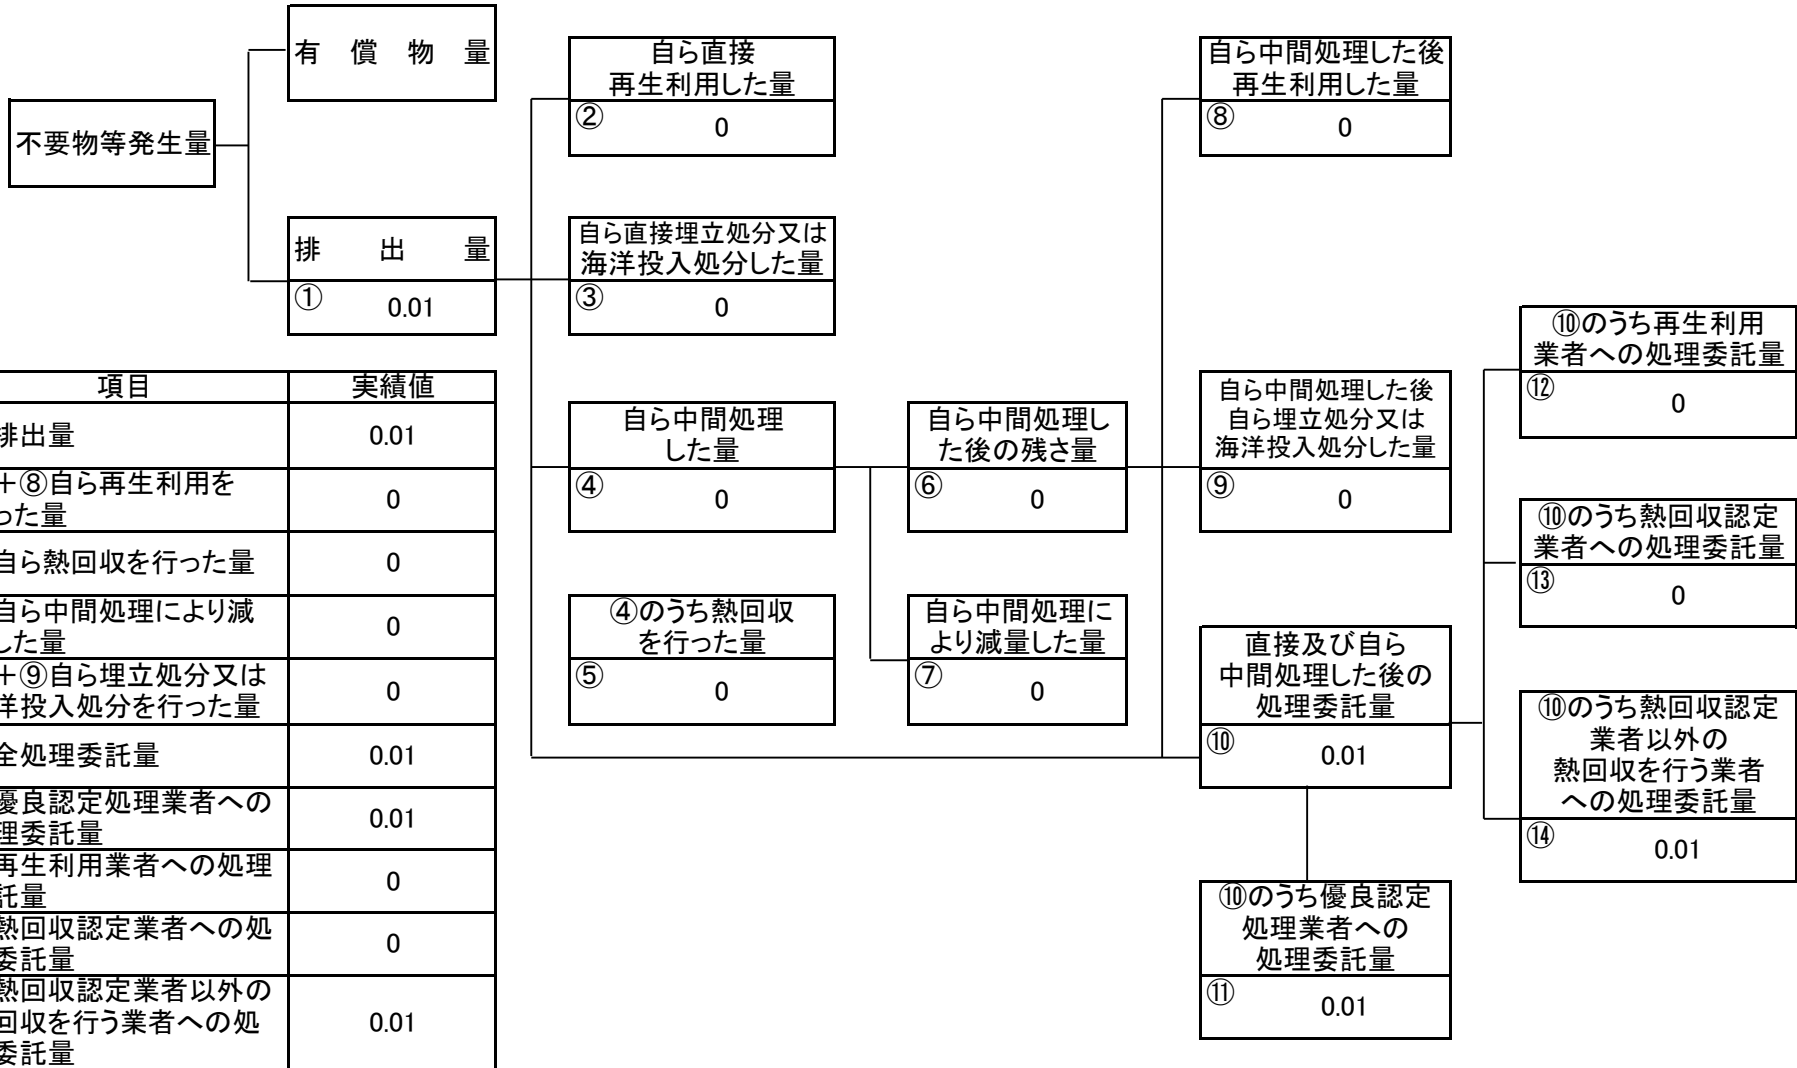 有償物量
不要物等発生量
排出量
① 0.01
自ら直接
再生利用した量
② 0
自ら直接埋立処分又は
海洋投入処分した量
③ 0
自ら中間処理
した量
④ 0
④のうち熱回収
を行った量
⑤ 0
自ら中間処理し
た後の残さ量
⑥ 0
自ら中間処理に
より減量した量
⑦ 0
自ら中間処理した後
再生利用した量
⑧ 0
自ら中間処理した後
自ら埋立処分又は
海洋投入処分した量
⑨ 0
直接及び自ら
中間処理した後の
処理委託量
⑩ 0.01
⑩のうち優良認定
処理業者への
処理委託量
⑪ 0.01
⑩のうち再生利用
業者への処理委託量
⑫ 0
⑩のうち熱回収認定
業者への処理委託量
⑬ 0
⑩のうち熱回収認定
業者以外の
熱回収を行う業者
への処理委託量
⑭ 0.01
項目 実績値
排出量 0.01
+⑧自ら再生利用を
った量 0
自ら熱回収を行った量 0
自ら中間処理により減
した量 0
+⑨自ら埋立処分又は
洋投入処分を行った量 0
全処理委託量 0.01
優良認定処理業者への
理委託量 0.01
再生利用業者への処理
託量 0
熱回収認定業者への処
委託量 0
熱回収認定業者以外の
回収を行う業者への処
委託量 0.01